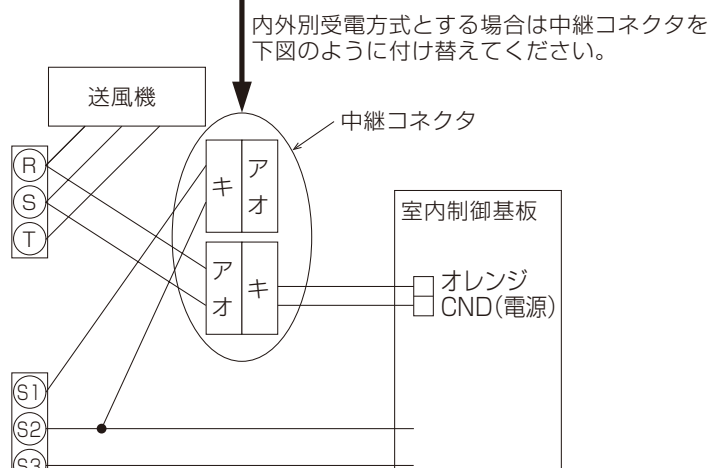 内外別受電方式とする場合は中継コネクタを
下図のように付け替えてください。
送風機
中継コネクタ
R
S
T
キ
アオ
アオ
キ
室内制御基板
オレンジ
CND(電源)
S1
S2
S3